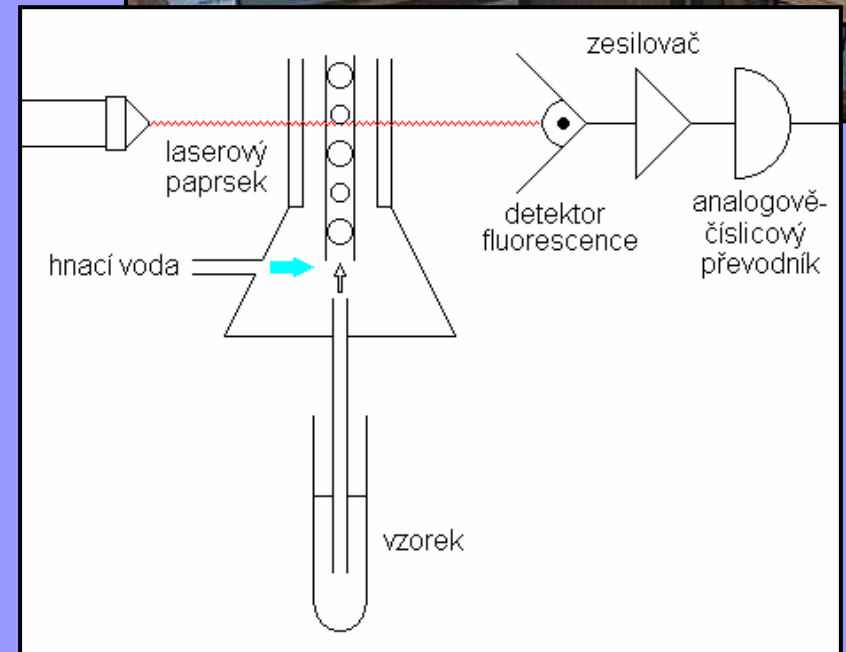 zesilovač
laserový
paprsek
detektor
fluorescence
analogově-
číslicový
převodník
hnací voda
vzorek